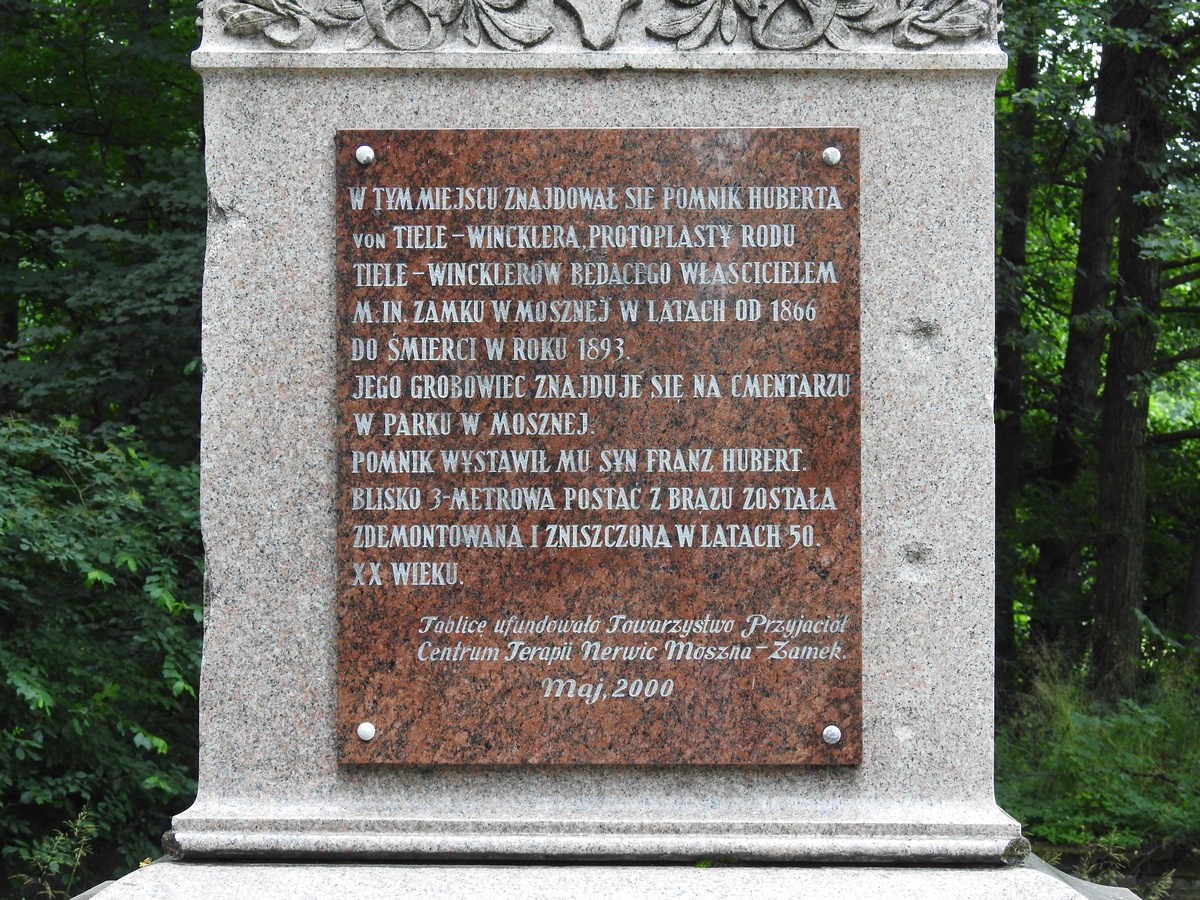 W TYM MIEJSCU ZNAJDOWAŁ SIĘ POMNIK HUBERTA
VON TIELE-WINCKLERA, PROTOPLASTY RODU
TIELE-WINCKLERÓW BĘDĄCEGO WŁAŚCICIELEM
M.IN. ZAMKU W MOSZNEJ W LATACH OD 1866
DO ŚMIERCI W ROKU 1893.
JEGO GROBOWIEC ZNAJDUJE SIĘ NA CMENTARZU
W PARKU W MOSZNEJ.
POMNIK WYSTAWIŁ MU SYN FRANZ HUBERT.
BLISKO 3-METROWA POSTAĆ Z BRĄZU ZOSTAŁA
ZDEMONTOWANA I ZNISZCZONA W LATACH 50.
XX WIEKU.
Tablicę ufundowało Towarzystwo Przyjaciół
Centrum Terapii Nerwic Moszna-Zamek.
Maj, 2000